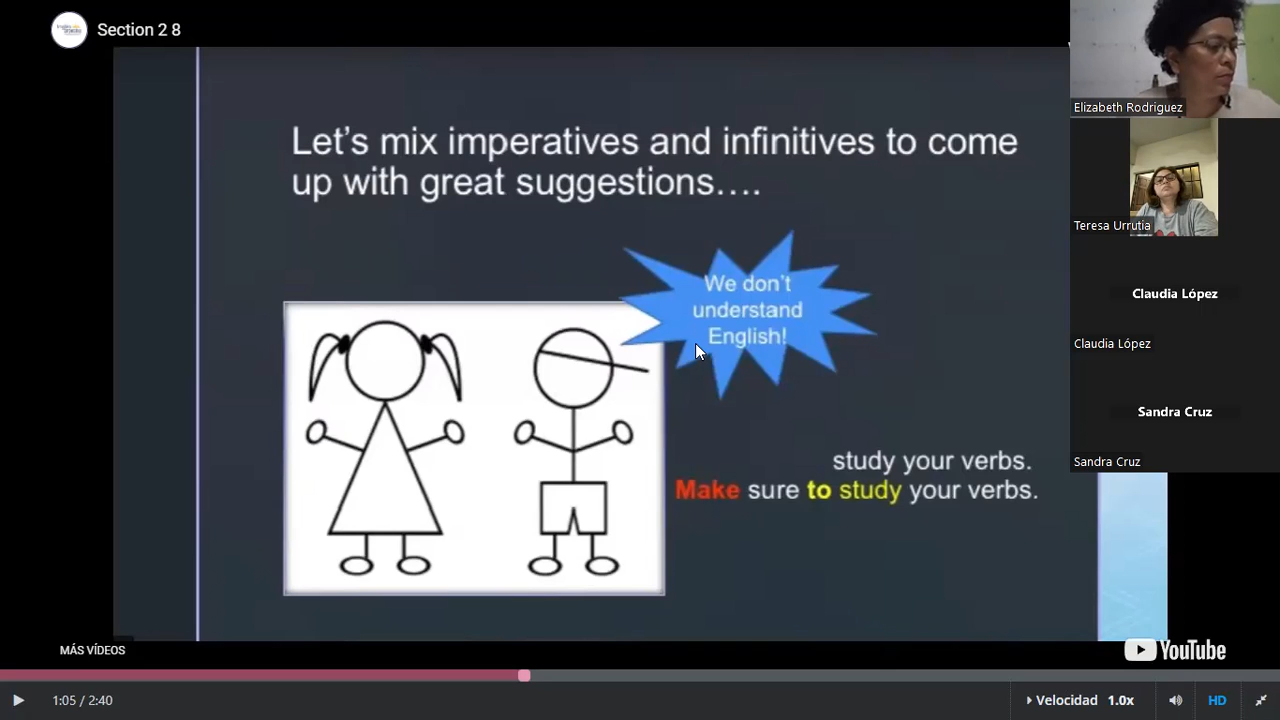 Section 2 8
Let's mix imperatives and infinitives to come
up with great suggestions....
We don't
understand
English!
study your verbs.
Make sure to study your verbs.
Elizabeth Rodriguez
Teresa Urrutia
Claudia López
Claudia López
Sandra Cruz
Sandra Cruz
MÁS VÍDEOS
YouTube
1:05 / 2:40
Velocidad 1.0x
HD